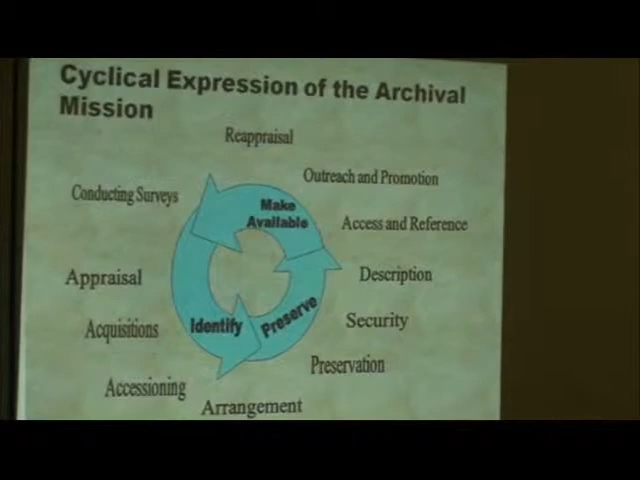 Cyclical Expression of the Archival
Mission
Reappraisal
Outreach and Promotion
Conducting Surveys
Make
Available
Access and Reference
Description
Appraisal
Security
Identify
Preserve
Acquisitions
Preservation
Accessioning
Arrangement